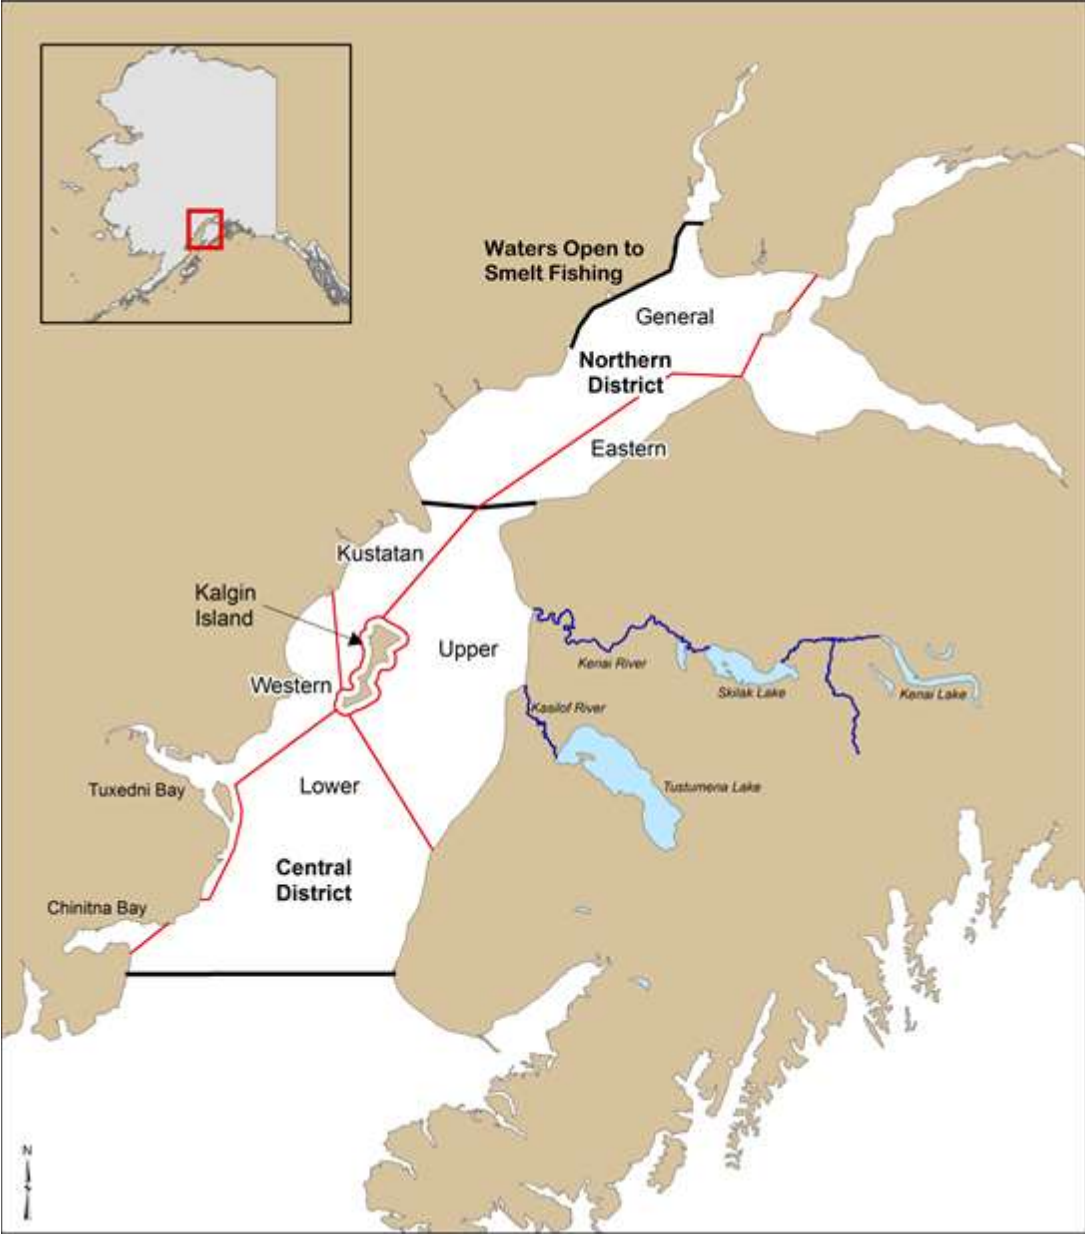 Waters Open to
Smelt Fishing
General
Northern
District
Eastern
Kustatan
Kalgin
Island
Upper
Kenai River
Skilak Lake
Kenai Lake
Western
Kasilof River
Tuxedni Bay
Lower
Tustumena Lake
Central
District
Chinitna Bay
N